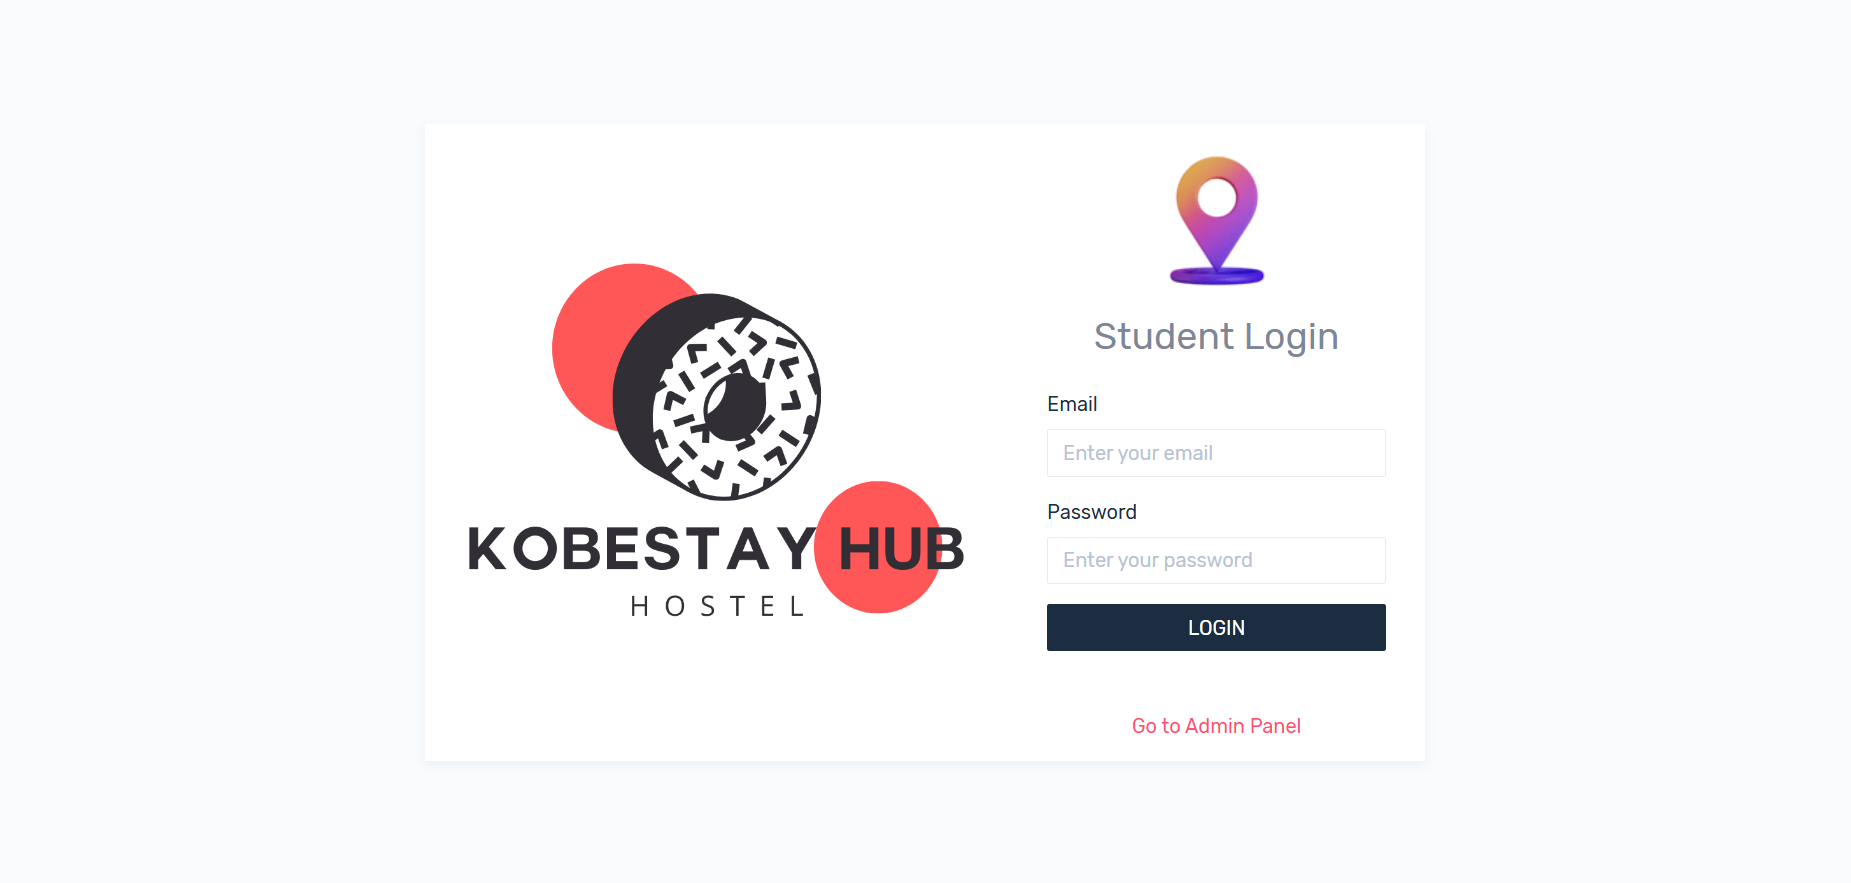 KOBESTAY HUB
HOSTEL
Student Login
Email
Enter your email
Password
Enter your password
LOGIN
Go to Admin Panel